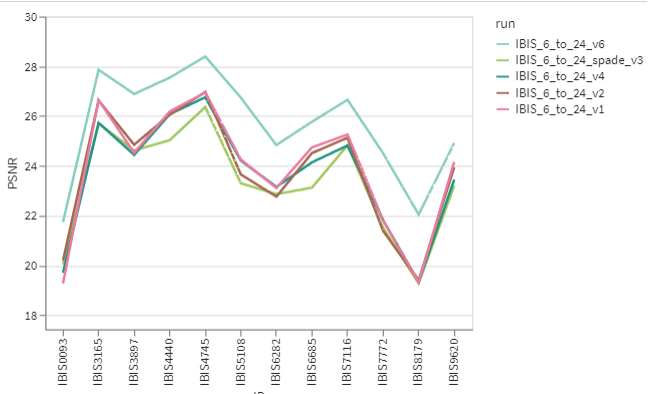 run
IBIS_6_to_24_v6
IBIS_6_to_24_spade_v3
IBIS_6_to_24_v4
IBIS_6_to_24_v2
IBIS_6_to_24_v1
PSNR
30
28
26
24
22
20
18
IBIS0093
IBIS3165
IBIS3897
IBIS4440
IBIS4745
IBIS5108
IBIS6282
IBIS6685
IBIS7116
IBIS7772
IBIS8179
IBIS9620